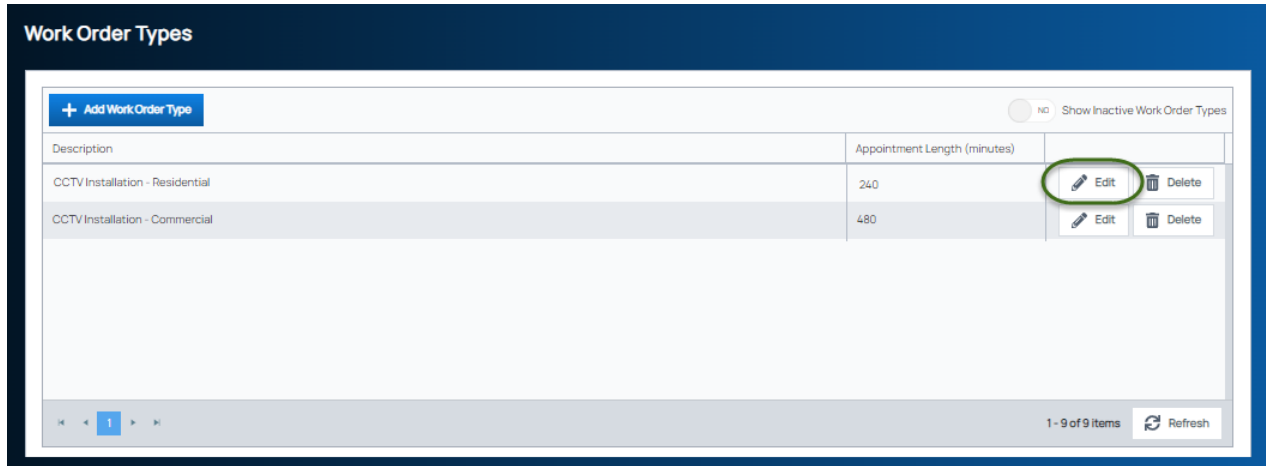 Work Order Types
Add Work Order Type
NO Show Inactive Work Order Types
Description Appointment Length (minutes)
CCTV Installation - Residential 240 Edit Delete
CCTV Installation - Commercial 480 Edit Delete
1 1 - 9 of 9 items Refresh